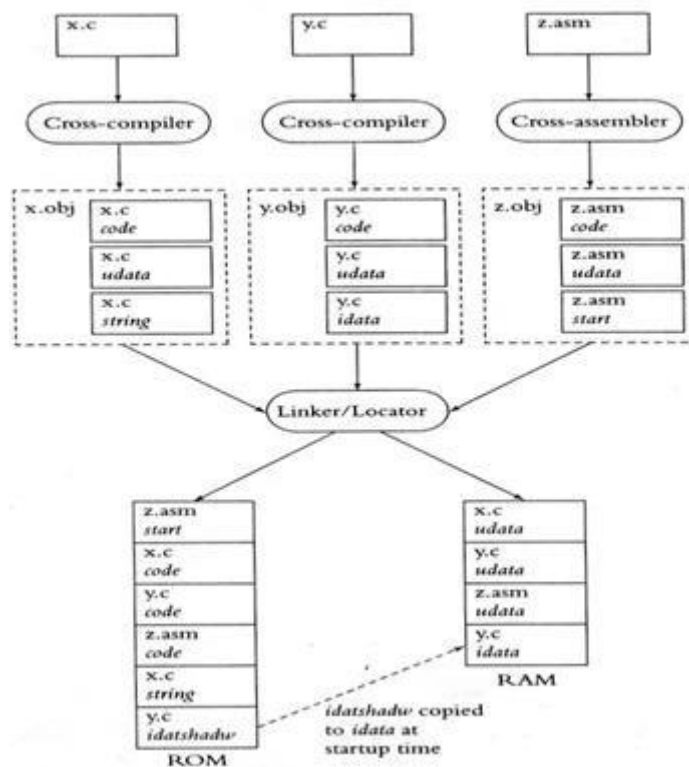 x.c
y.c
z.asm
Cross-compiler
Cross-compiler
Cross-assembler
x.obj
x.c
code
x.c
udata
x.c
string
y.obj
y.c
code
y.c
udata
y.c
idata
z.obj
z.asm
code
z.asm
udata
z.asm
start
Linker/Locator
z.asm
start
x.c
code
y.c
code
z.asm
code
x.c
string
y.c
idatshadw
ROM
x.c
udata
y.c
udata
z.asm
udata
y.c
idata
RAM
idatshadw copied
to idata at
startup time